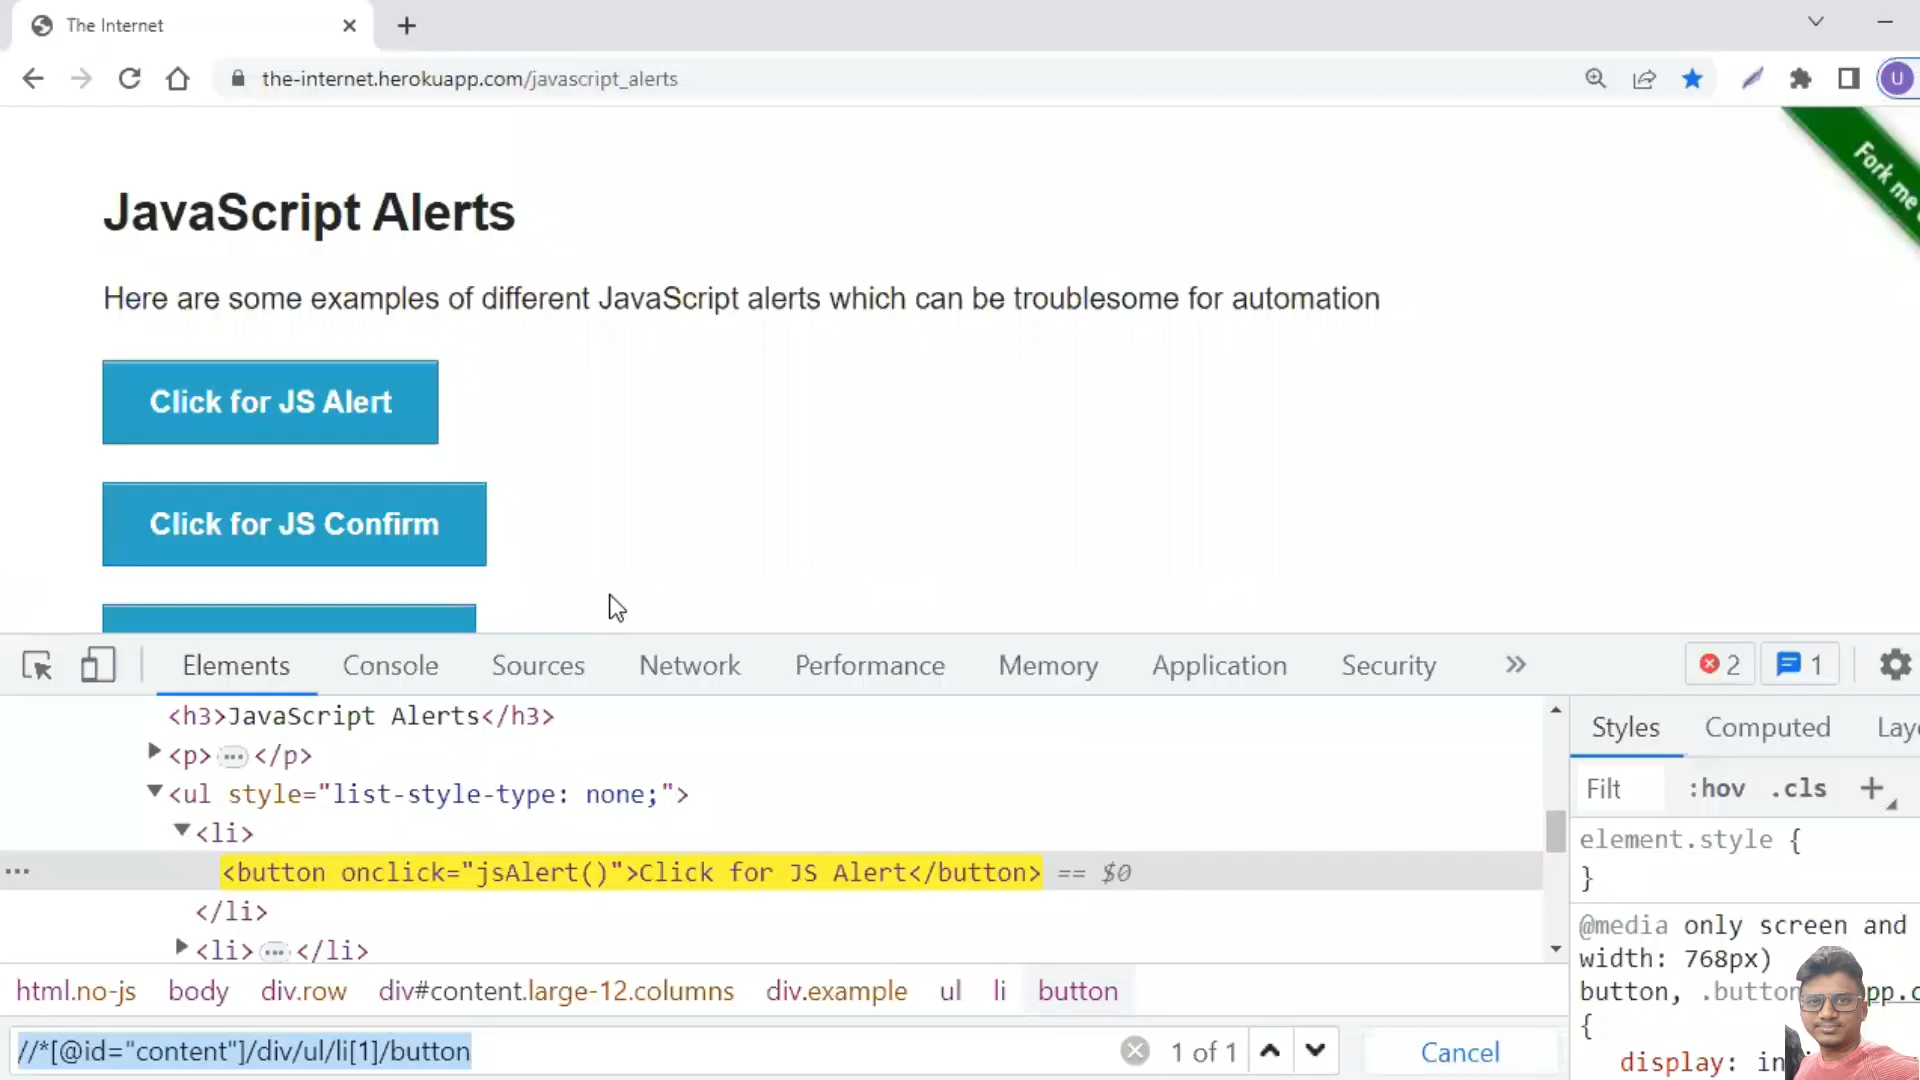 The Internet
the-internet.herokuapp.com/javascript_alerts
U
Fork me
JavaScript Alerts
Here are some examples of different JavaScript alerts which can be troublesome for automation
Click for JS Alert
Click for JS Confirm
Elements Console Sources Network Performance Memory Application Security » 2 1
<h3>JavaScript Alerts</h3>
<p> ... </p>
<ul style="list-style-type: none;">
<li>
... <button onclick="jsAlert()">Click for JS Alert</button> == $0
</li>
<li> ... </li>
html.no-js body div.row div#content.large-12.columns div.example ul li button
//*[@id="content"]/div/ul/li[1]/button 1 of 1 Cancel
Styles Computed Lay
Filt :hov .cls +
element.style {
}
@media only screen and
width: 768px)
button, .button pp.c
{
display: in